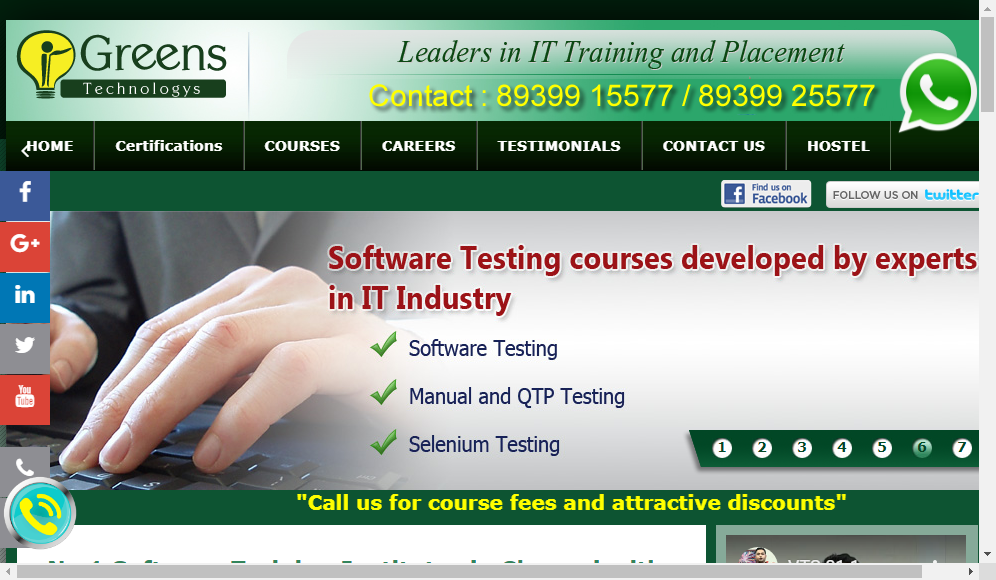 Greens
Technologys
Leaders in IT Training and Placement
Contact : 89399 15577 / 89399 25577
HOME
Certifications
COURSES
CAREERS
TESTIMONIALS
CONTACT US
HOSTEL
Find us on
Facebook
FOLLOW US ON twitter
Software Testing courses developed by experts
in IT Industry
Software Testing
Manual and QTP Testing
Selenium Testing
1 2 3 4 5 6 7
You
Tube
"Call us for course fees and attractive discounts"